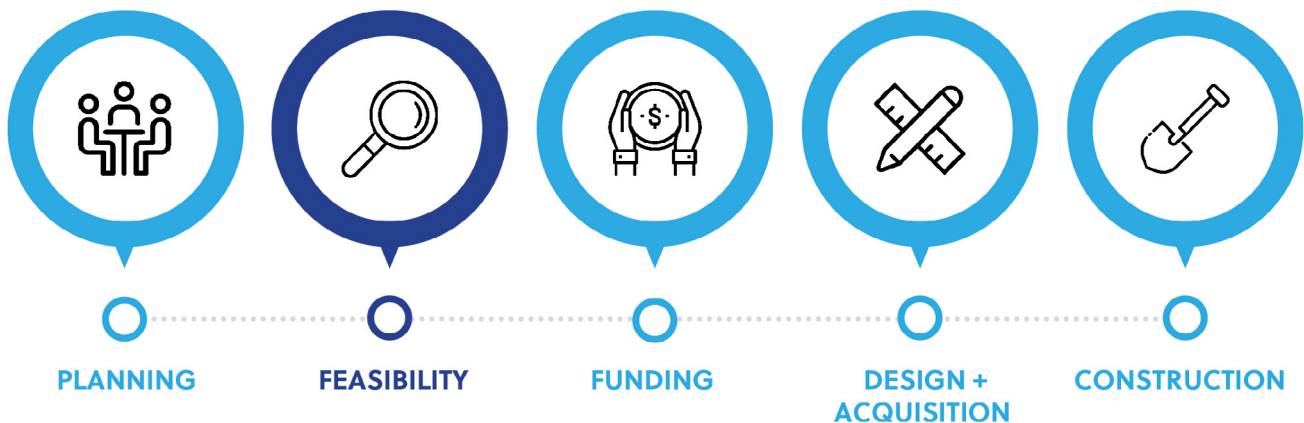 $
PLANNING
FEASIBILITY
FUNDING
DESIGN +
ACQUISITION
CONSTRUCTION